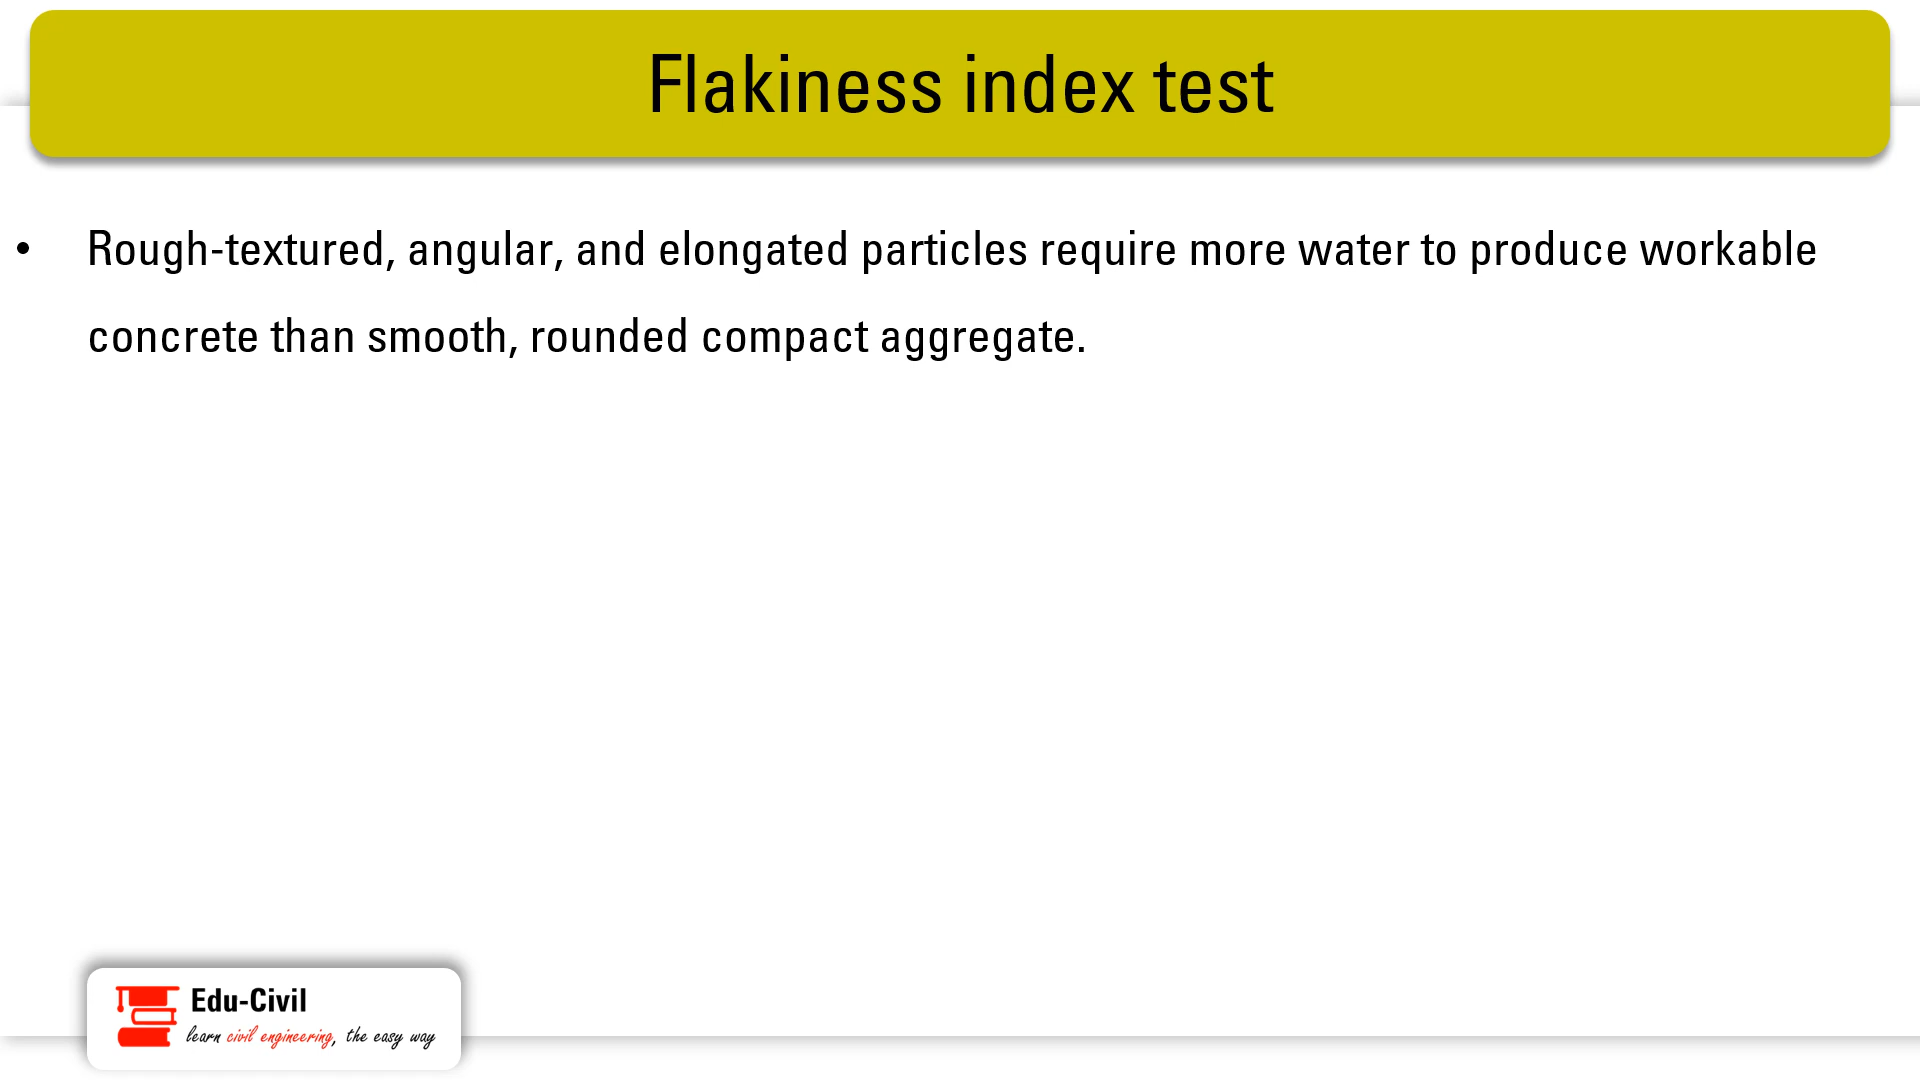 Flakiness index test
• Rough-textured, angular, and elongated particles require more water to produce workable
concrete than smooth, rounded compact aggregate.
Edu-Civil
learn civil engineering, the easy way